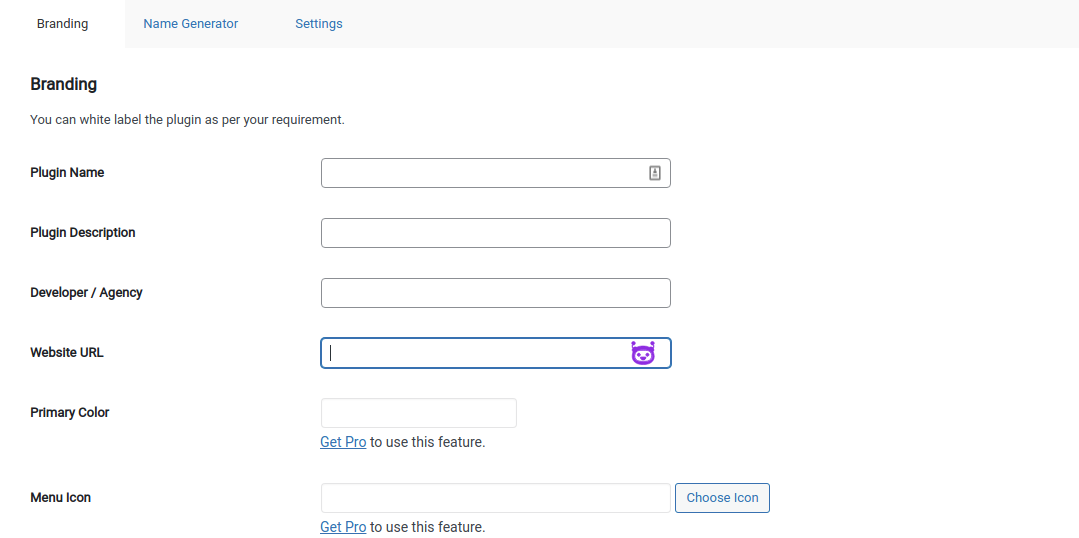 Branding Name Generator Settings
Branding
You can white label the plugin as per your requirement.
Plugin Name
Plugin Description
Developer / Agency
Website URL
Primary Color
Get Pro to use this feature.
Menu Icon Choose Icon
Get Pro to use this feature.